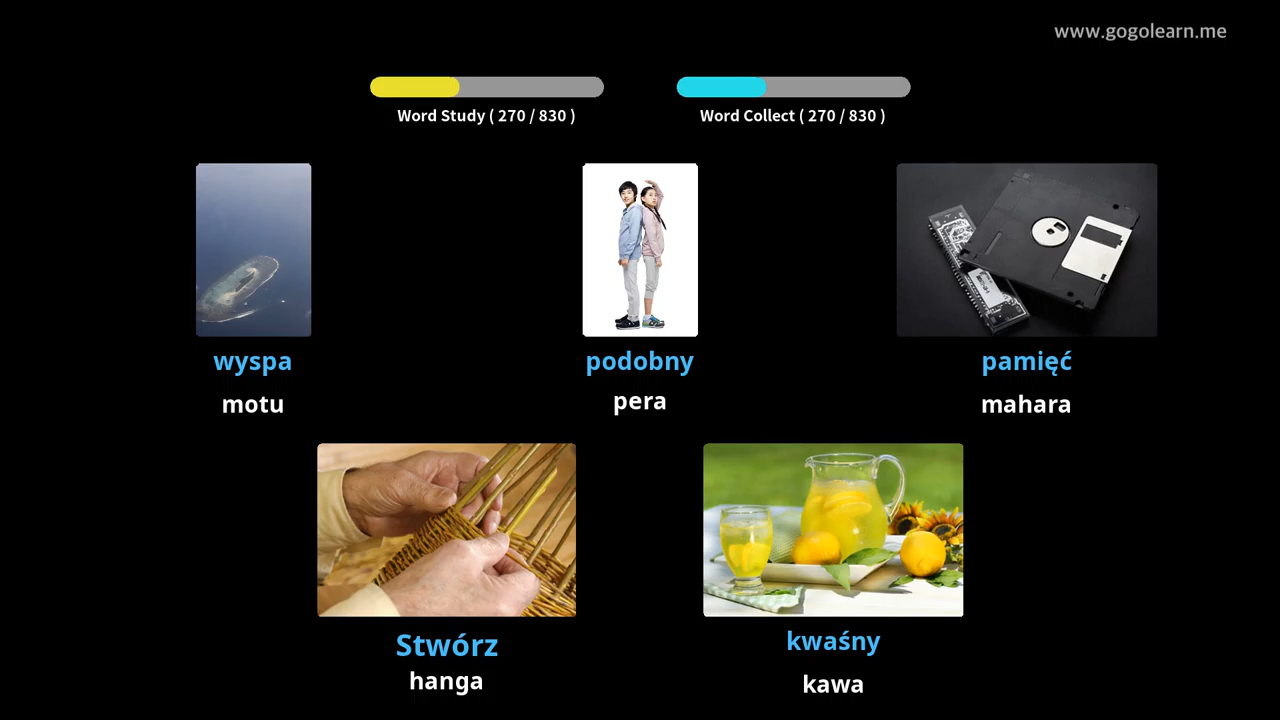 www.gogolearn.me
Word Study ( 270 / 830 )
Word Collect ( 270 / 830 )
wyspa
motu
podobny
pera
pamięć
mahara
Stwórz
hanga
kwaśny
kawa